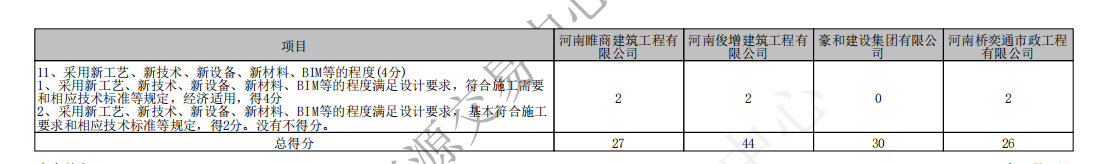 项目
河南睢商建筑工程有
限公司
河南俊增建筑工程有
限公司
豪和建设集团有限公
司
河南桥奕通市政工程
有限公司
11、采用新工艺、新技术、新设备、新材料、BIM等的程度(4分)
1、采用新工艺、新技术、新设备、新材料、BIM等的程度满足设计要求，符合施工需要
和相应技术标准等规定，经济适用，得4分
2、采用新工艺、新技术、新设备、新材料、BIM等的程度满足设计要求， 基本符合施工
要求和相应技术标准等规定，得2分。没有不得分。
2
2
0
2
总得分
27
44
30
26
源交易
中心
中心